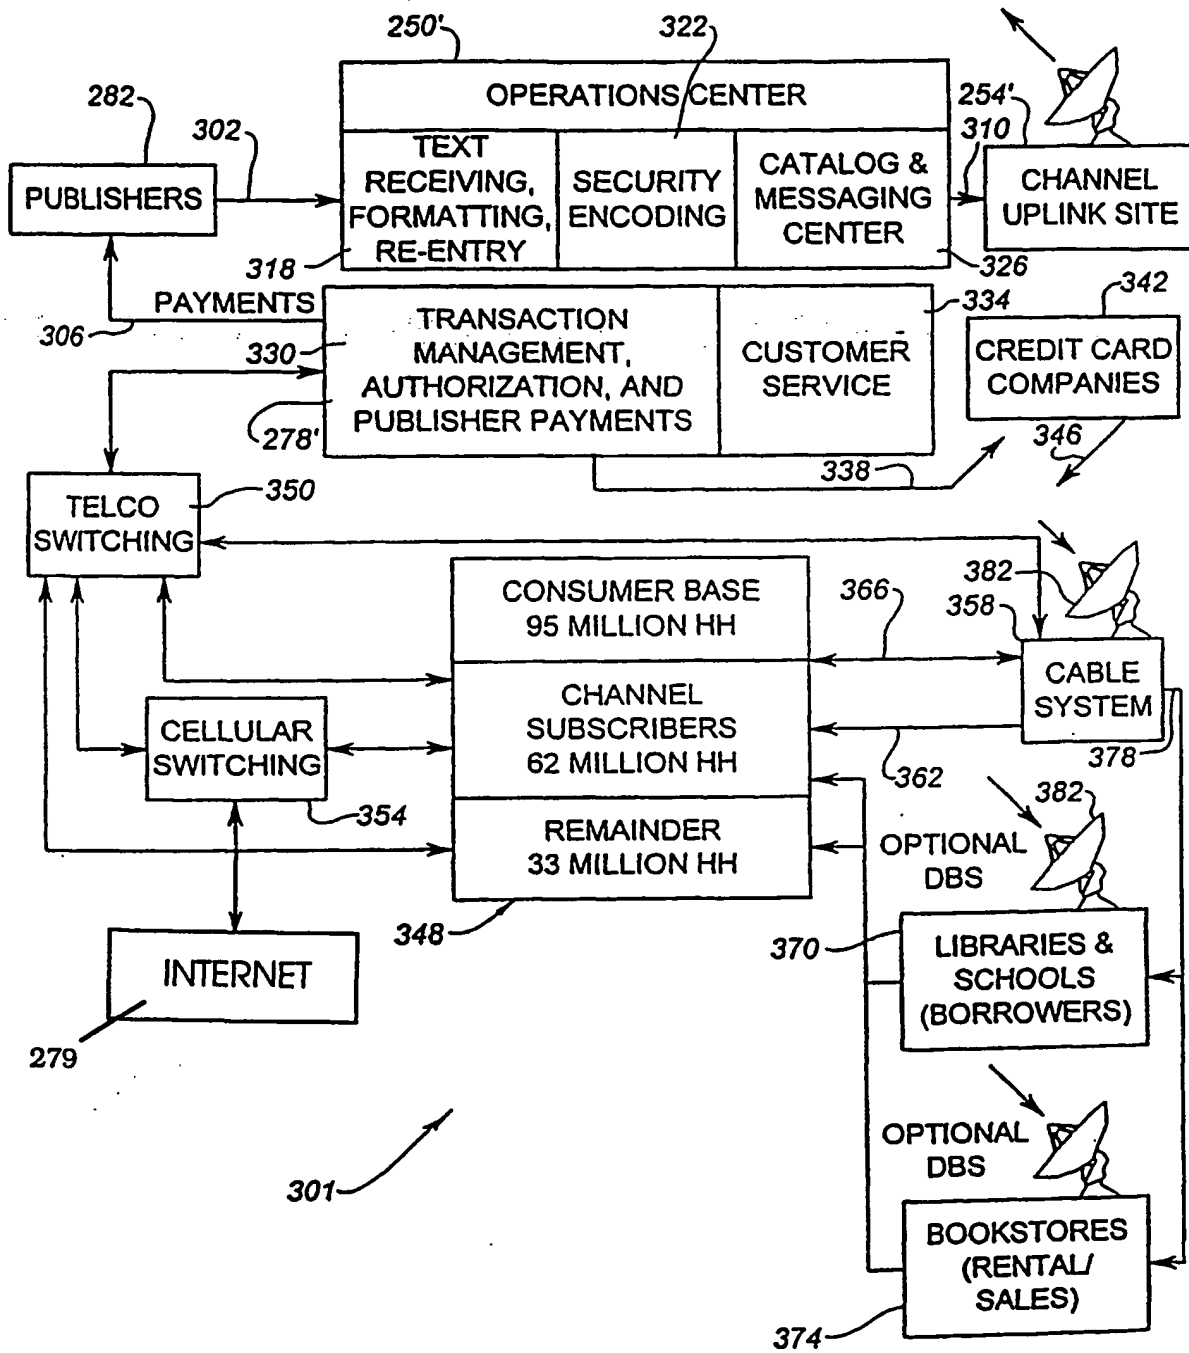 322
250'
282
302
OPERATIONS CENTER
254'
310
PUBLISHERS
TEXT
RECEIVING,
FORMATTING,
RE-ENTRY
318
SECURITY
ENCODING
CATALOG &
MESSAGING
CENTER
326
CHANNEL
UPLINK SITE
PAYMENTS
306
330
TRANSACTION
MANAGEMENT,
AUTHORIZATION, AND
PUBLISHER PAYMENTS
278'
CUSTOMER
SERVICE
334
342
CREDIT CARD
COMPANIES
346
338
350
TELCO
SWITCHING
CONSUMER BASE
95 MILLION HH
366
382
358
CHANNEL
SUBSCRIBERS
62 MILLION HH
CABLE
SYSTEM
362
378
CELLULAR
SWITCHING
354
REMAINDER
33 MILLION HH
348
382
OPTIONAL
DBS
370
LIBRARIES &
SCHOOLS
(BORROWERS)
INTERNET
279
301
OPTIONAL
DBS
BOOKSTORES
(RENTAL/
SALES)
374